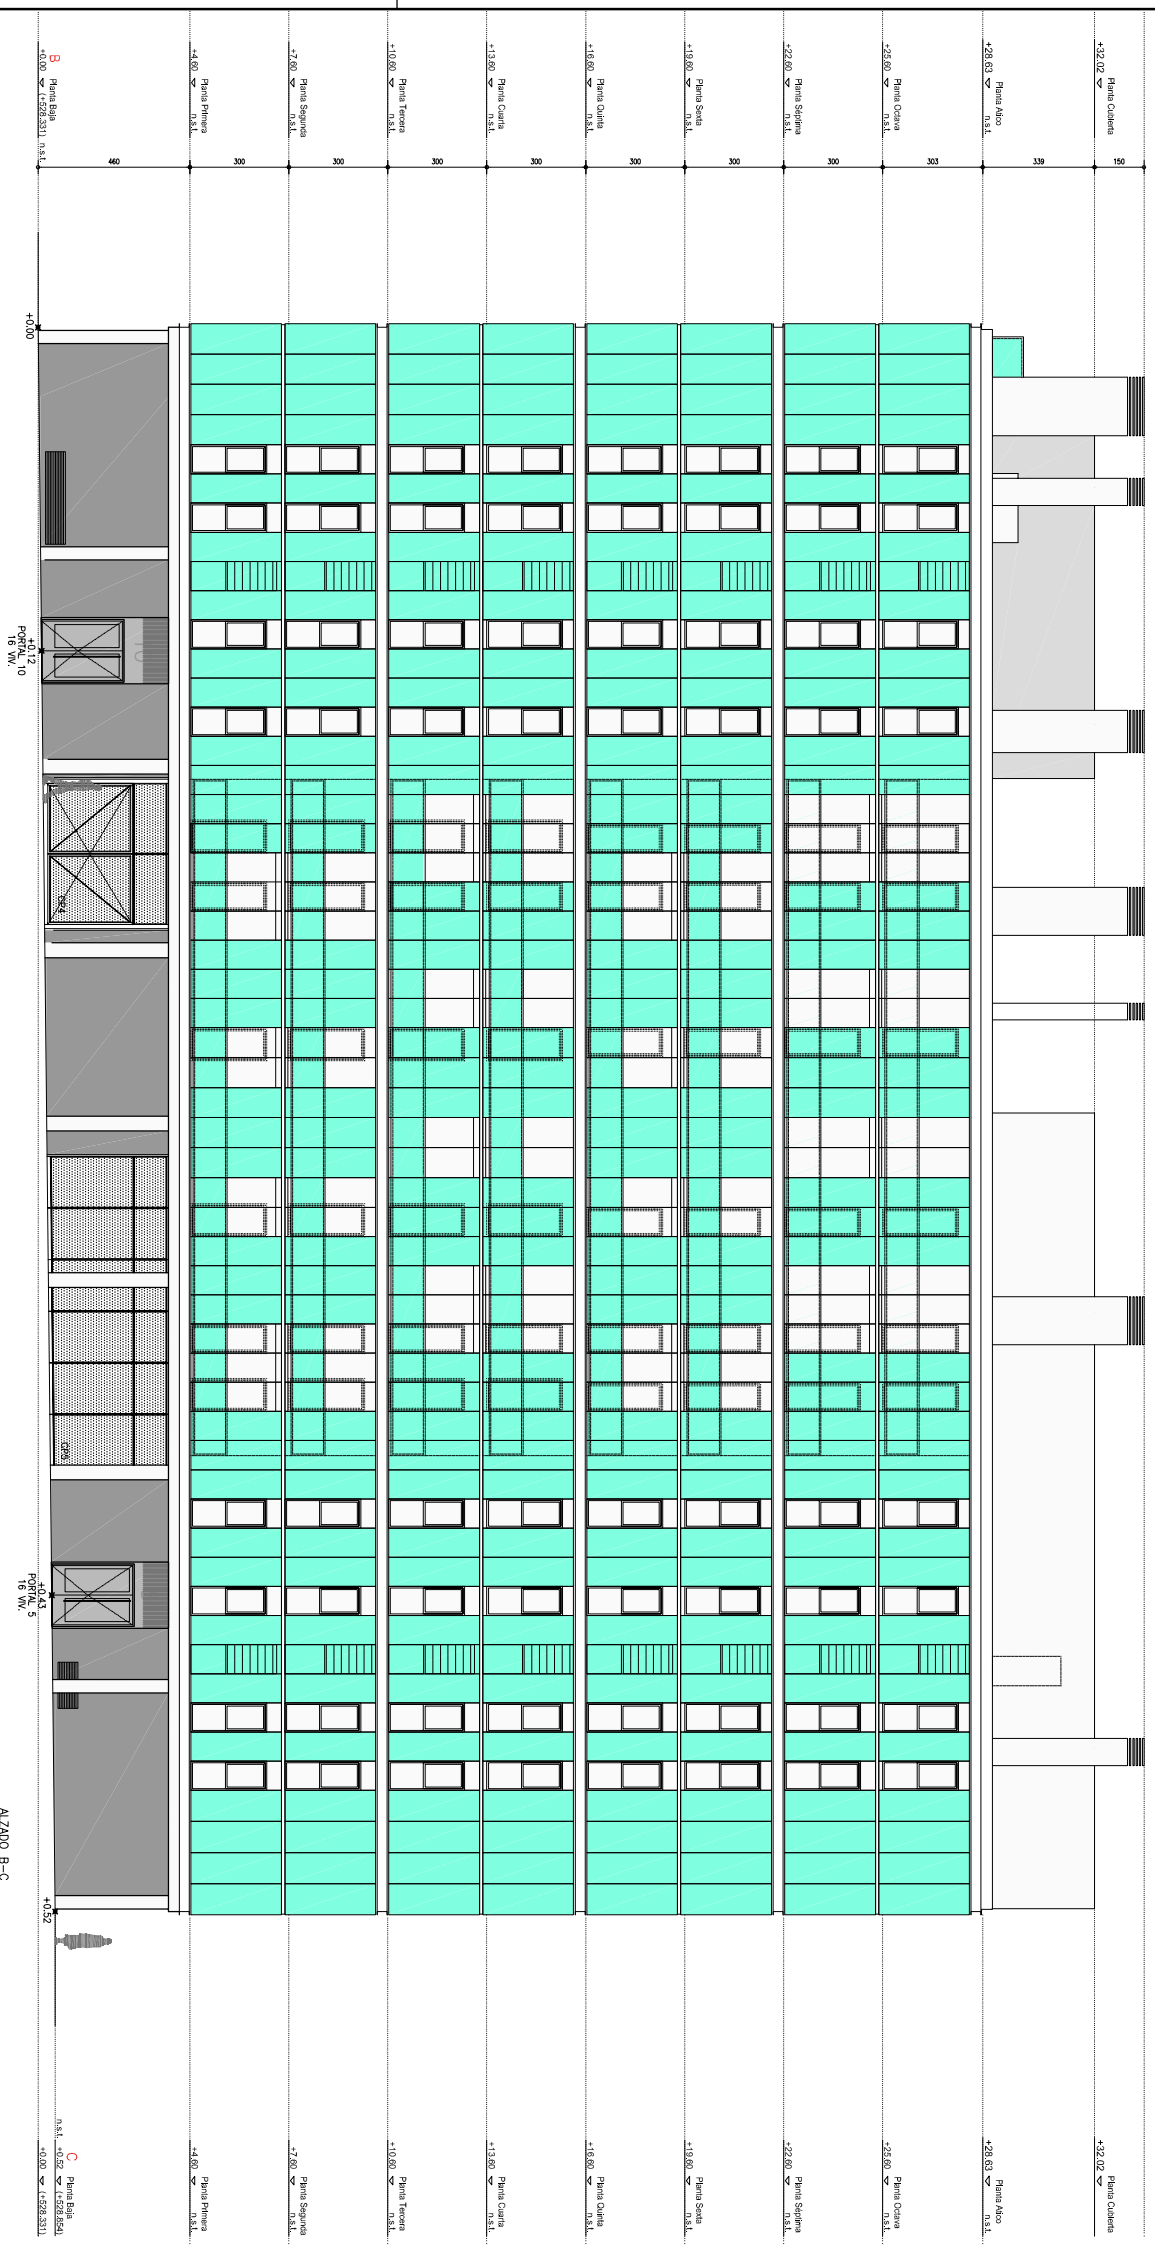 +32.02 Planta Cubierta
+28.63 Planta Atico
n.s.t.
+25.60 Planta Octava
n.s.t.
+22.60 Planta Séptima
n.s.t.
+19.60 Planta Sexta
n.s.t.
+16.60 Planta Quinta
n.s.t.
+13.60 Planta Cuarta
n.s.t.
+10.60 Planta Tercera
n.s.t.
+7.60 Planta Segunda
n.s.t.
+4.60 Planta Primera
n.s.t.
B
Planta Baja
+0.00 (+528.331) n.s.t.
150
339
303
300
300
300
300
300
300
300
460
+0.00
+0.12
PORTAL 10
16 VIV.
10
GP4
GP5
+0.43
PORTAL 5
16 VIV.
+0.52
ALZADO B-C
+32.02 Planta Cubierta
+28.63 Planta Atico
n.s.t.
+25.60 Planta Octava
n.s.t.
+22.60 Planta Séptima
n.s.t.
+19.60 Planta Sexta
n.s.t.
+16.60 Planta Quinta
n.s.t.
+13.60 Planta Cuarta
n.s.t.
+10.60 Planta Tercera
n.s.t.
+7.60 Planta Segunda
n.s.t.
+4.60 Planta Primera
n.s.t.
C
Planta Baja
n.s.t. +0.52 (+528.854)
+0.00 (+528.331)